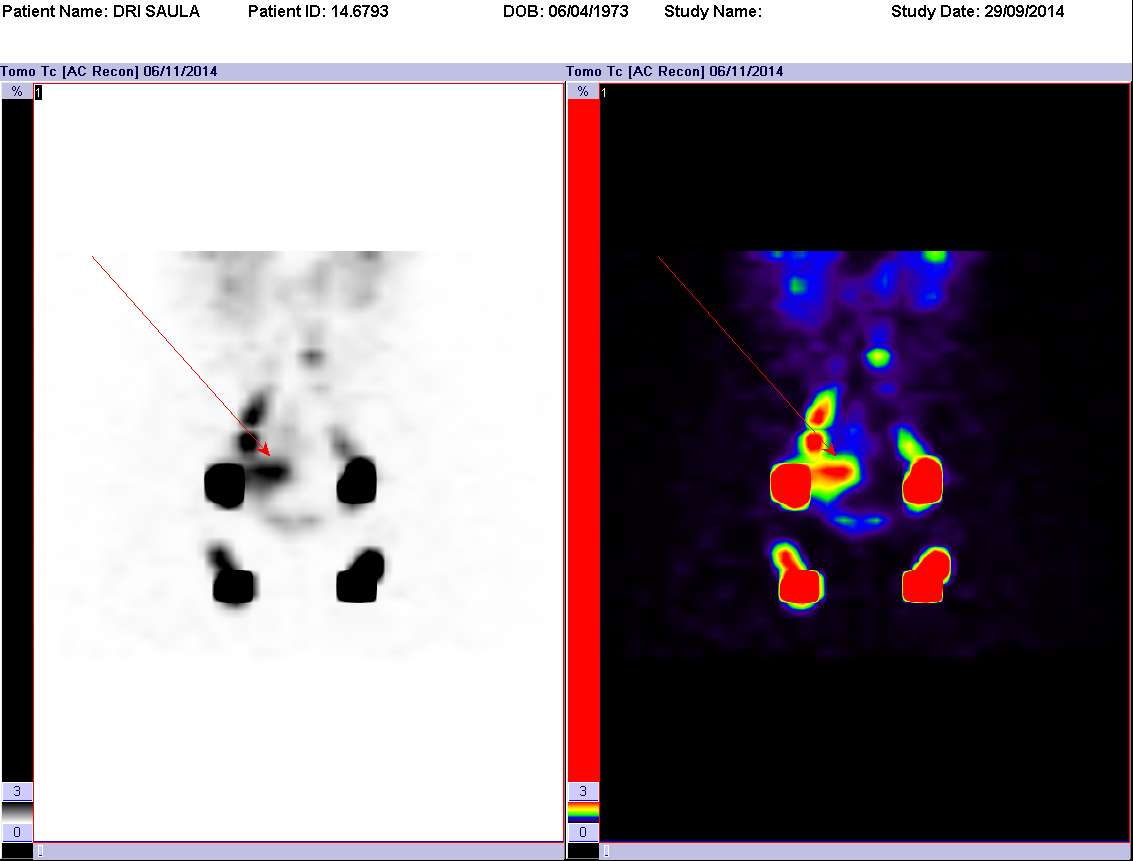 Patient Name: DRI SAULA Patient ID: 14.6793 DOB: 06/04/1973 Study Name: Study Date: 29/09/2014
Tomo Tc [AC Recon] 06/11/2014 Tomo Tc [AC Recon] 06/11/2014
% 1 % 1
3 3
0 0